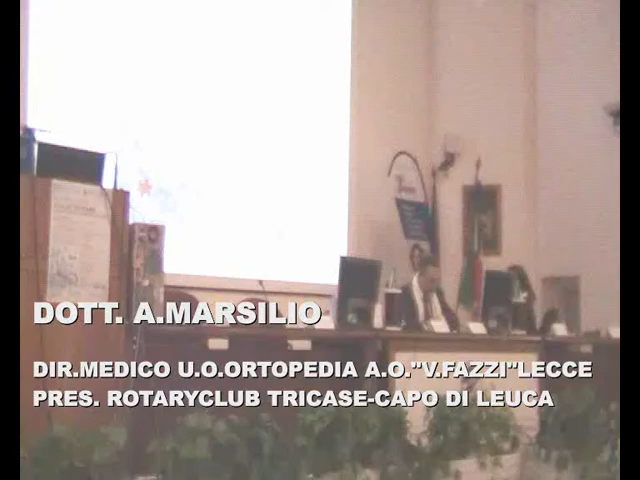 DOTT. A.MARSILIO
DIR.MEDICO U.O.ORTOPEDIA A.O."V.FAZZI"LECCE
PRES. ROTARYCLUB TRICASE-CAPO DI LEUCA